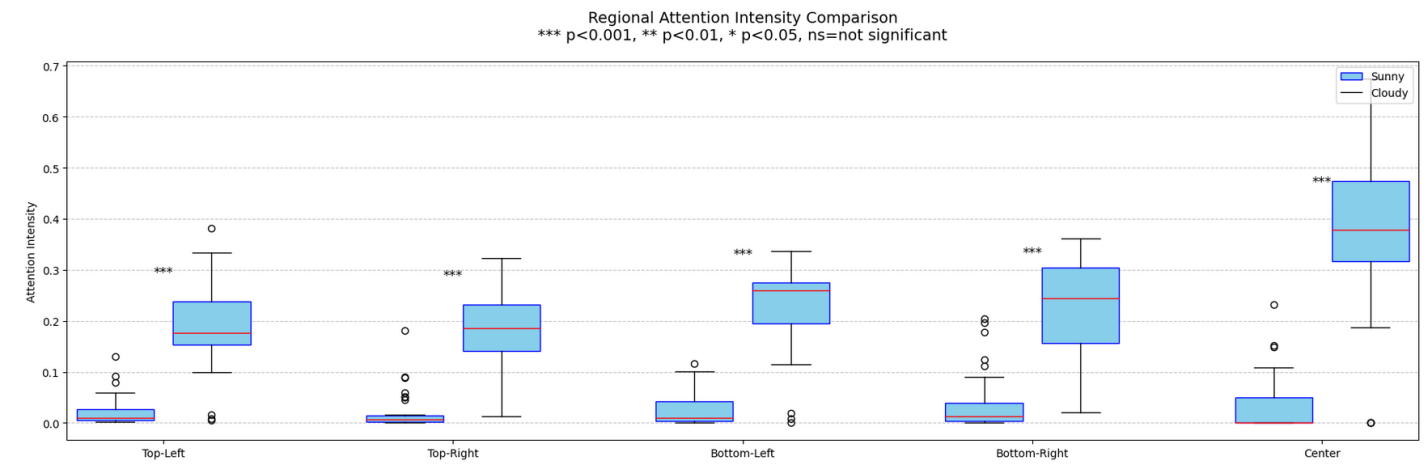 Regional Attention Intensity Comparison
*** p<0.001, ** p<0.01, * p<0.05, ns=not significant
0.7
0.6
0.5
0.4
0.3
0.2
0.1
0.0
Attention Intensity
Sunny
Cloudy
***
***
***
***
***
Top-Left
Top-Right
Bottom-Left
Bottom-Right
Center